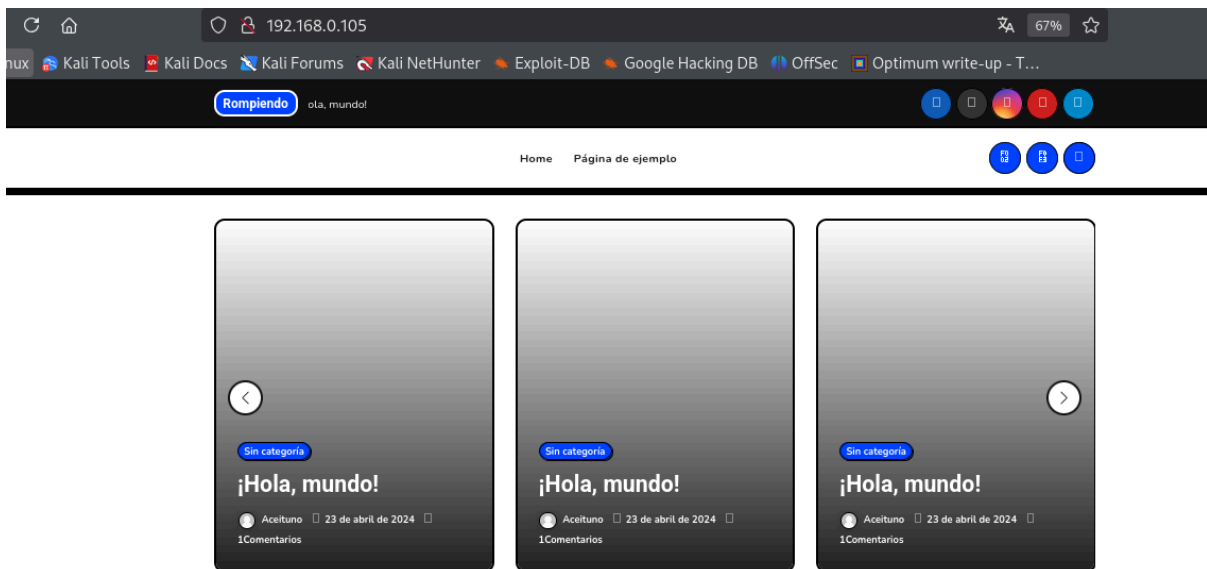 192.168.0.105
67%
nux Kali Tools Kali Docs Kali Forums Kali NetHunter Exploit-DB Google Hacking DB OffSec Optimum write-up - T...
Rompiendo ola, mundo!
Home Página de ejemplo
Sin categoría
¡Hola, mundo!
Aceituno 23 de abril de 2024
1Comentarios
Sin categoría
¡Hola, mundo!
Aceituno 23 de abril de 2024
1Comentarios
Sin categoría
¡Hola, mundo!
Aceituno 23 de abril de 2024
1Comentarios